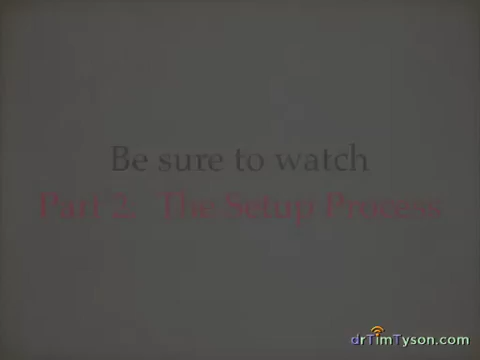 Be sure to watch
Part 2. The Setup Process
drTimTyson.com